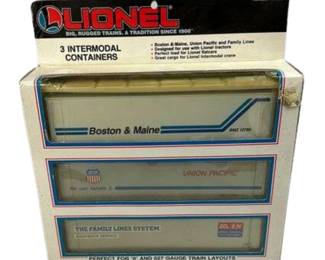 LIONEL
BIG, RUGGED TRAINS, & TRADITION SINCE 1900
3 INTERMODAL
CONTAINERS
• Boston & Maine, Union Pacific and Family Lines
• Designed for use with Lionel tractors
• Perfect load for Lionel flatcars
• Great cargo for Lionel intermodal crane
Boston & Maine
UNION PACIFIC
THE FAMILY LINES SYSTEM
PERFECT FOR "O" AND 027 GAUGE TRAIN LAYOUTS